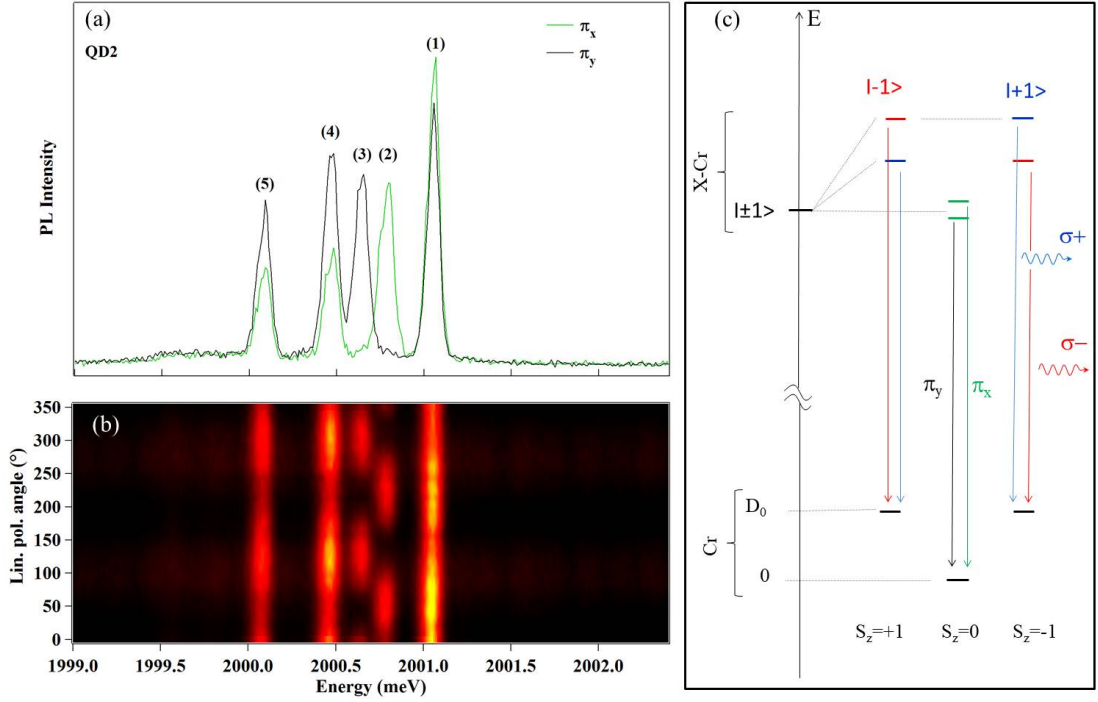 (a)
QD2
πx
πy
(1)
(2)
(3)
(4)
(5)
PL Intensity
(b)
350
300
250
200
150
100
50
0
Lin. pol. angle (°)
1999.0 1999.5 2000.0 2000.5 2001.0 2001.5 2002.0
Energy (meV)
(c)
E
I-1>
I+1>
X-Cr
I±1>
σ+
σ−
πy
πx
D0
Cr
0
Sz=+1 Sz=0 Sz=-1